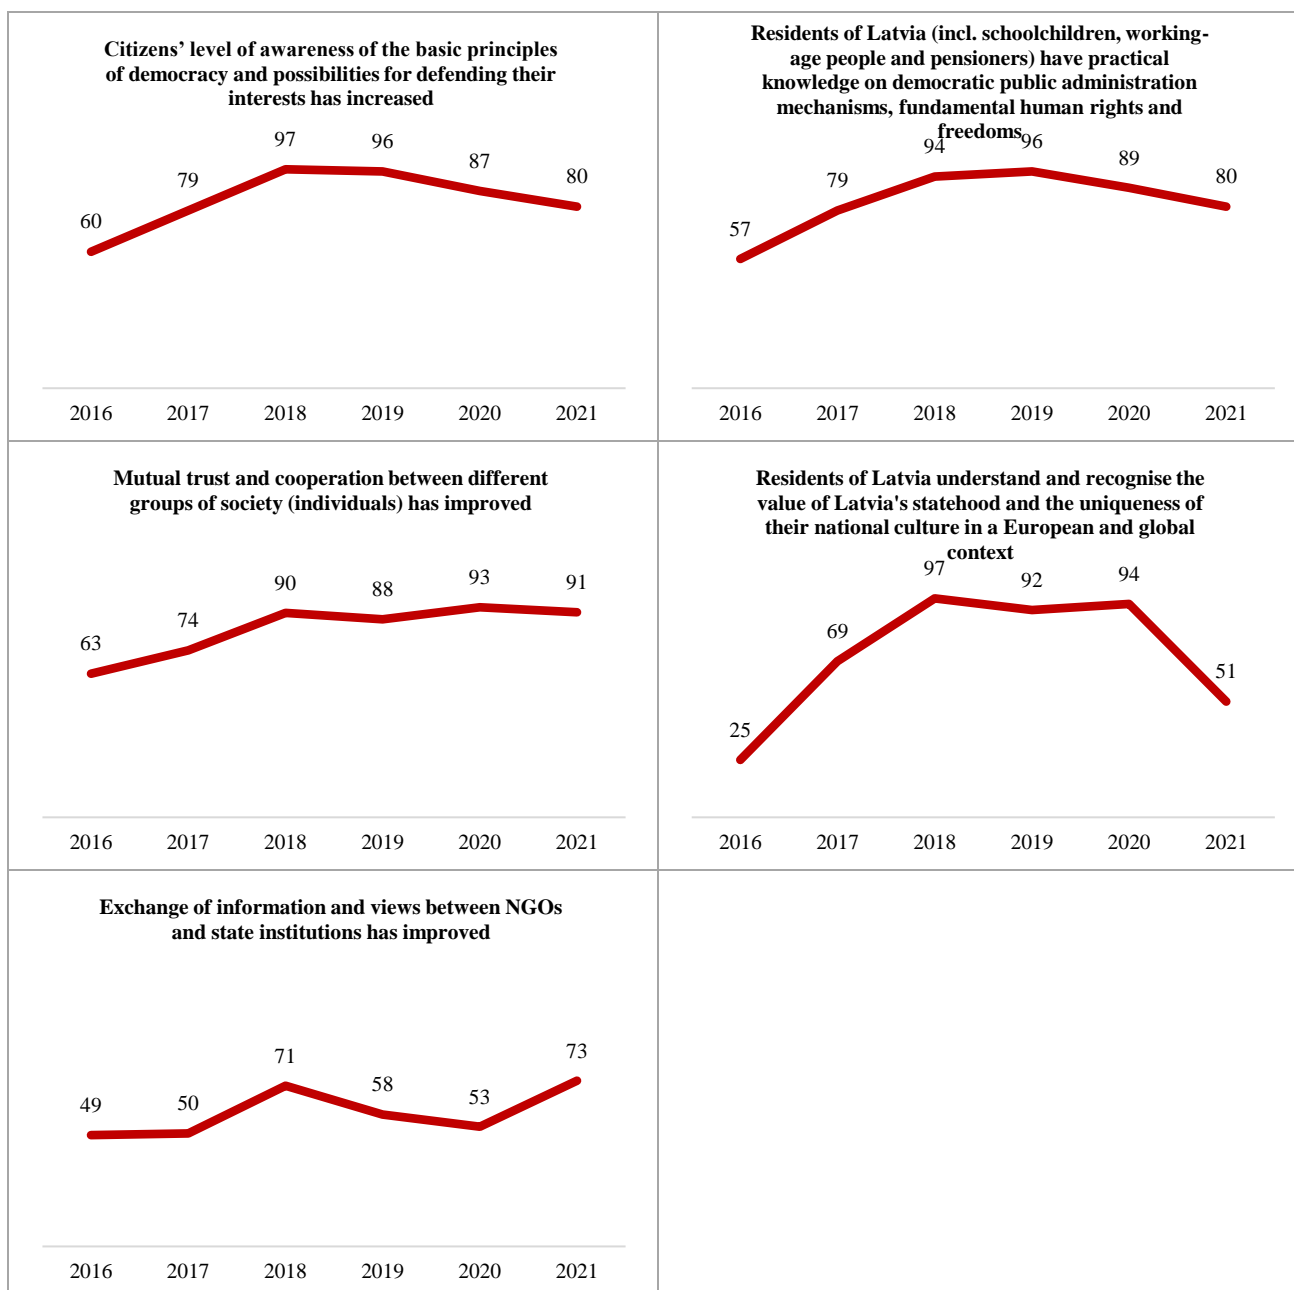 Citizens’ level of awareness of the basic principles
of democracy and possibilities for defending their
interests has increased
97
96
87
80
79
60
2016 2017 2018 2019 2020 2021
Residents of Latvia (incl. schoolchildren, working-
age people and pensioners) have practical
knowledge on democratic public administration
mechanisms, fundamental human rights and
freedoms
94
96
89
80
79
57
2016 2017 2018 2019 2020 2021
Mutual trust and cooperation between different
groups of society (individuals) has improved
90
88
93
91
74
63
2016 2017 2018 2019 2020 2021
Residents of Latvia understand and recognise the
value of Latvia's statehood and the uniqueness of
their national culture in a European and global
context
97
92
94
69
51
25
2016 2017 2018 2019 2020 2021
Exchange of information and views between NGOs
and state institutions has improved
71
73
58
53
49
50
2016 2017 2018 2019 2020 2021